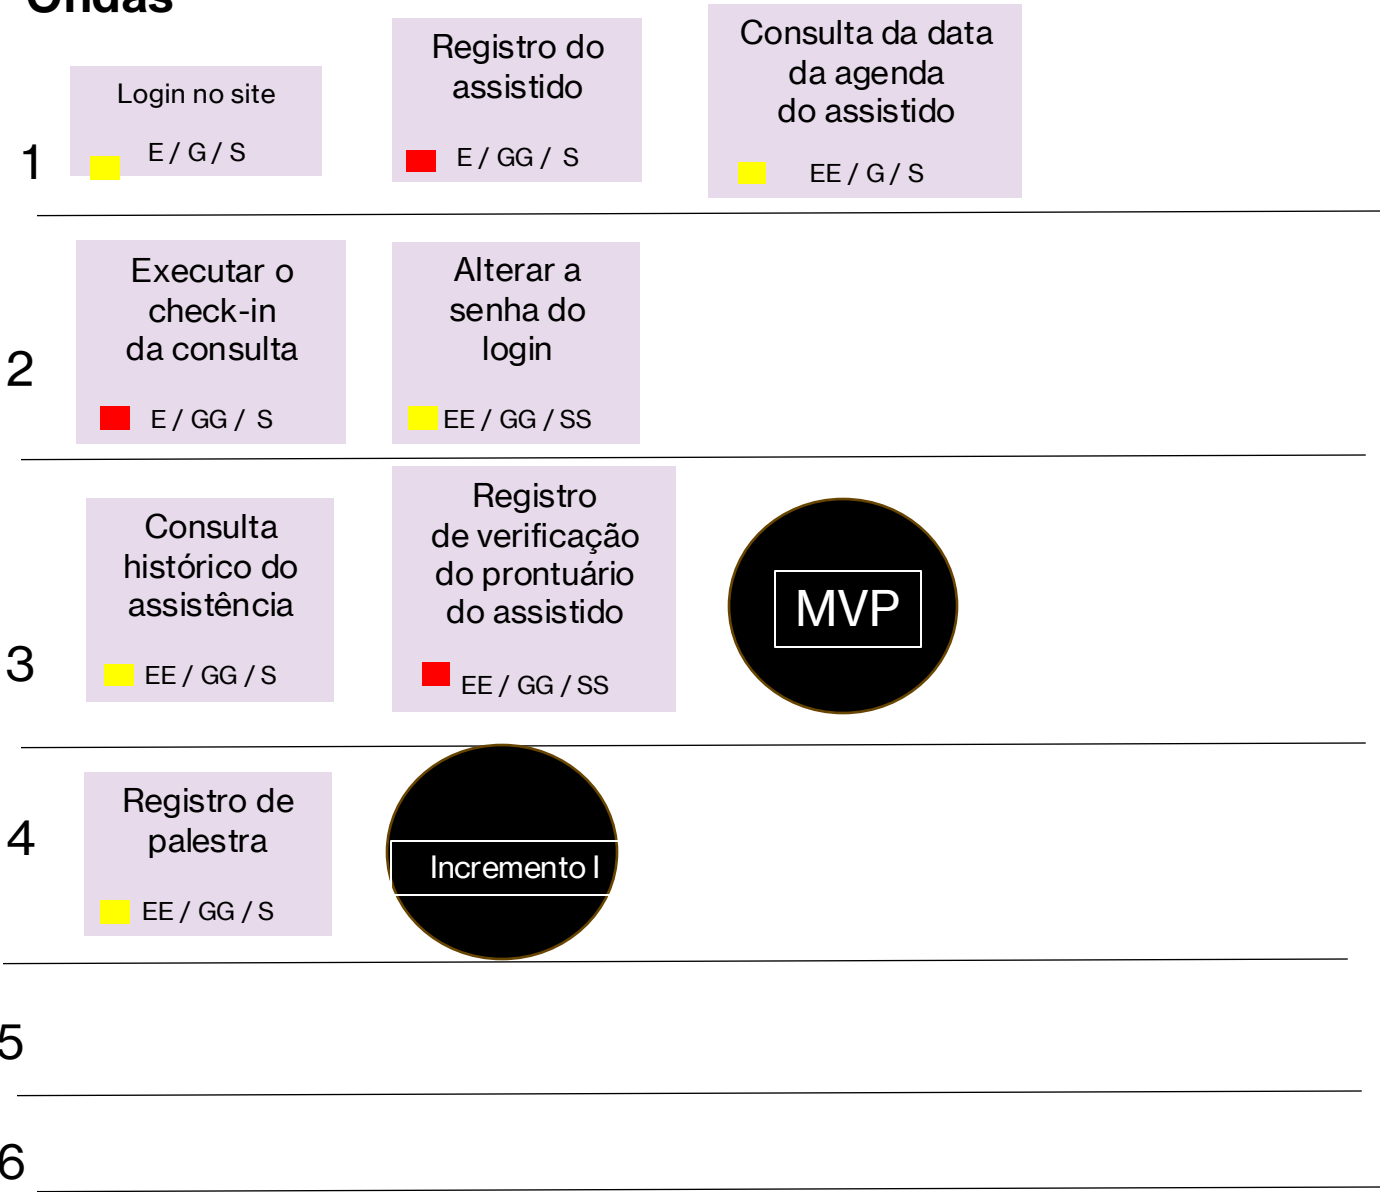 Ondas
1
Login no site
E / G / S
Registro do
assistido
E / GG / S
Consulta da data
da agenda
do assistido
EE / G / S
2
Executar o
check-in
da consulta
E / GG / S
Alterar a
senha do
login
EE / GG / SS
3
Consulta
histórico do
assistência
EE / GG / S
Registro
de verificação
do prontuário
do assistido
EE / GG / SS
MVP
4
Registro de
palestra
EE / GG / S
Incremento I
5
6